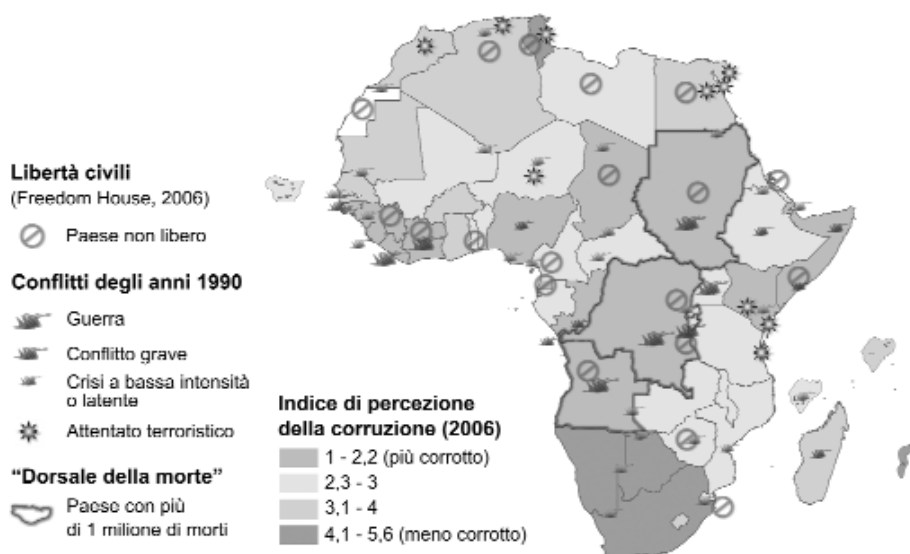 Libertà civili
(Freedom House, 2006)
Paese non libero
Conflitti degli anni 1990
Guerra
Conflitto grave
Crisi a bassa intensità
o latente
Attentato terroristico
“Dorsale della morte”
Paese con più
di 1 milione di morti
Indice di percezione
della corruzione (2006)
1 - 2,2 (più corrotto)
2,3 - 3
3,1 - 4
4,1 - 5,6 (meno corrotto)